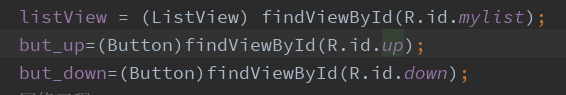 listView = (ListView) findViewById(R.id.mylist);
but_up=(Button)findViewById(R.id.up);
but_down=(Button)findViewById(R.id.down);